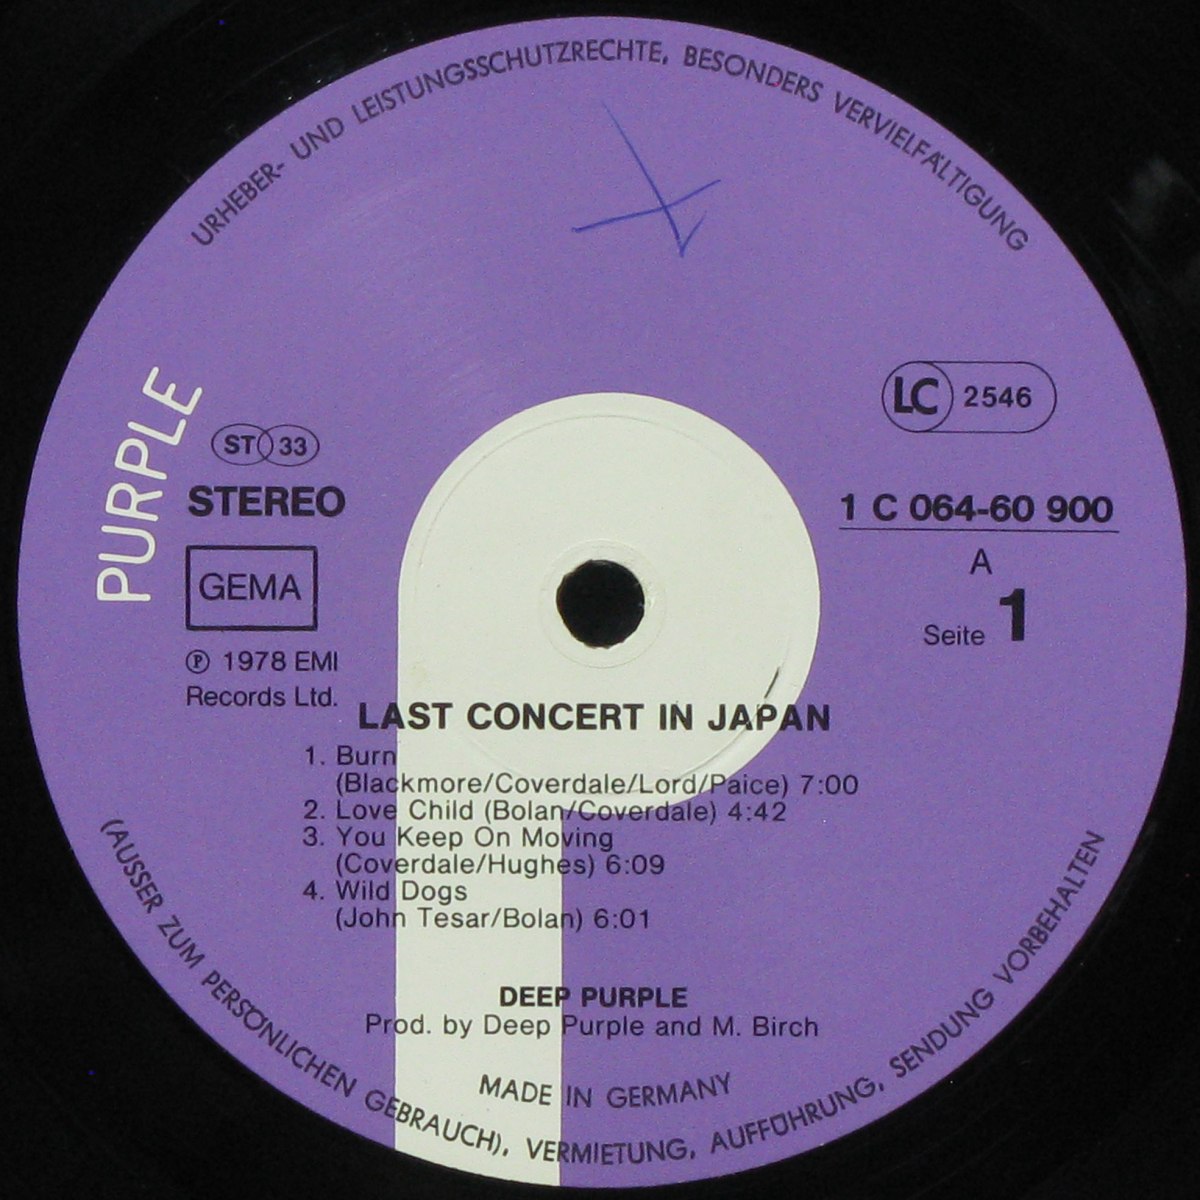 URHEBER- UND LEISTUNGSSCHUTZRECHTE, BESONDERS VERVIELFÄLTIGUNG
PURPLE
ST 33
STEREO
GEMA
Ⓟ 1978 EMI
Records Ltd.
LC 2546
1 C 064-60 900
A
Seite 1
LAST CONCERT IN JAPAN
1. Burn
(Blackmore/Coverdale/Lord/Paice) 7:00
2. Love Child (Bolan/Coverdale) 4:42
3. You Keep On Moving
(Coverdale/Hughes) 6:09
4. Wild Dogs
(John Tesar/Bolan) 6:01
DEEP PURPLE
Prod. by Deep Purple and M. Birch
MADE IN GERMANY
(AUSSER ZUM PERSÖNLICHEN GEBRAUCH), VERMIETUNG, AUFFÜHRUNG, SENDUNG VORBEHALTEN